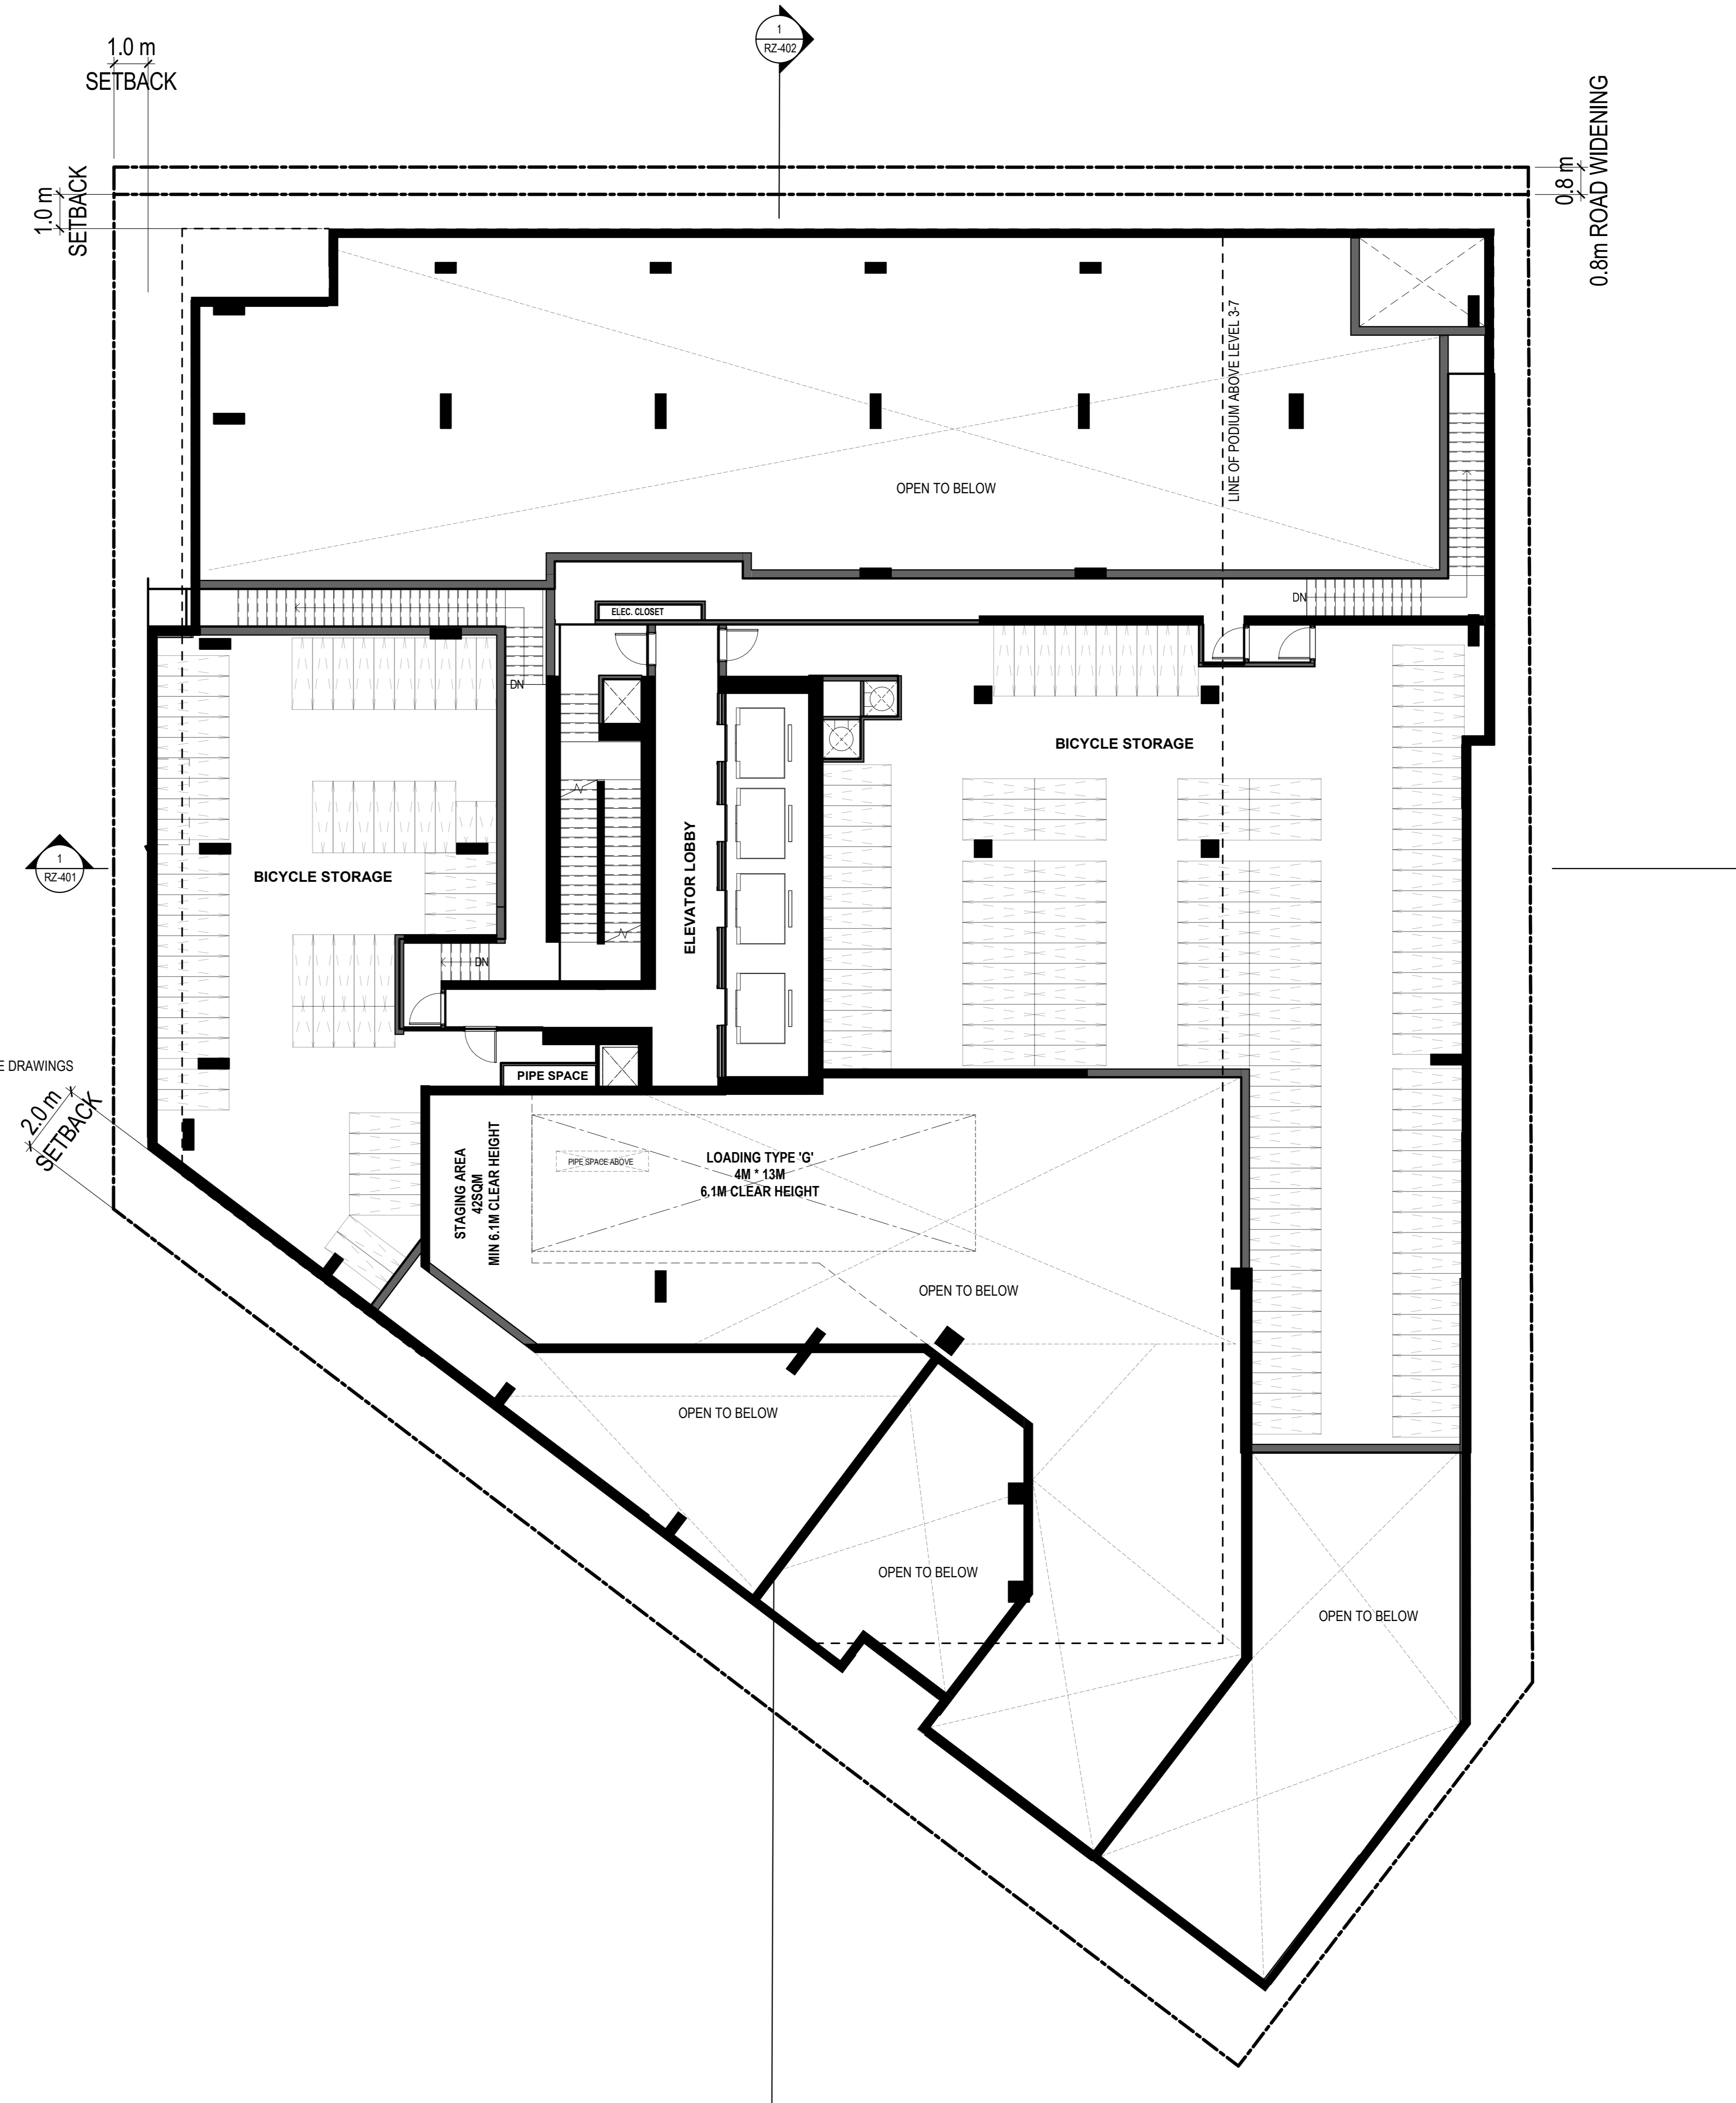 1
RZ-402
1.0 m
SETBACK
1.0 m
SETBACK
0.8 m
0.8m ROAD WIDENING
LINE OF PODIUM ABOVE LEVEL 3-7
OPEN TO BELOW
DN
ELEC. CLOSET
DN
BICYCLE STORAGE
ELEVATOR LOBBY
1
RZ-401
BICYCLE STORAGE
DN
E DRAWINGS
PIPE SPACE
2.0 m
SETBACK
STAGING AREA
42SQM
MIN 6.1M CLEAR HEIGHT
PIPE SPACE ABOVE
LOADING TYPE 'G'
4M * 13M
6.1M CLEAR HEIGHT
OPEN TO BELOW
OPEN TO BELOW
OPEN TO BELOW
OPEN TO BELOW